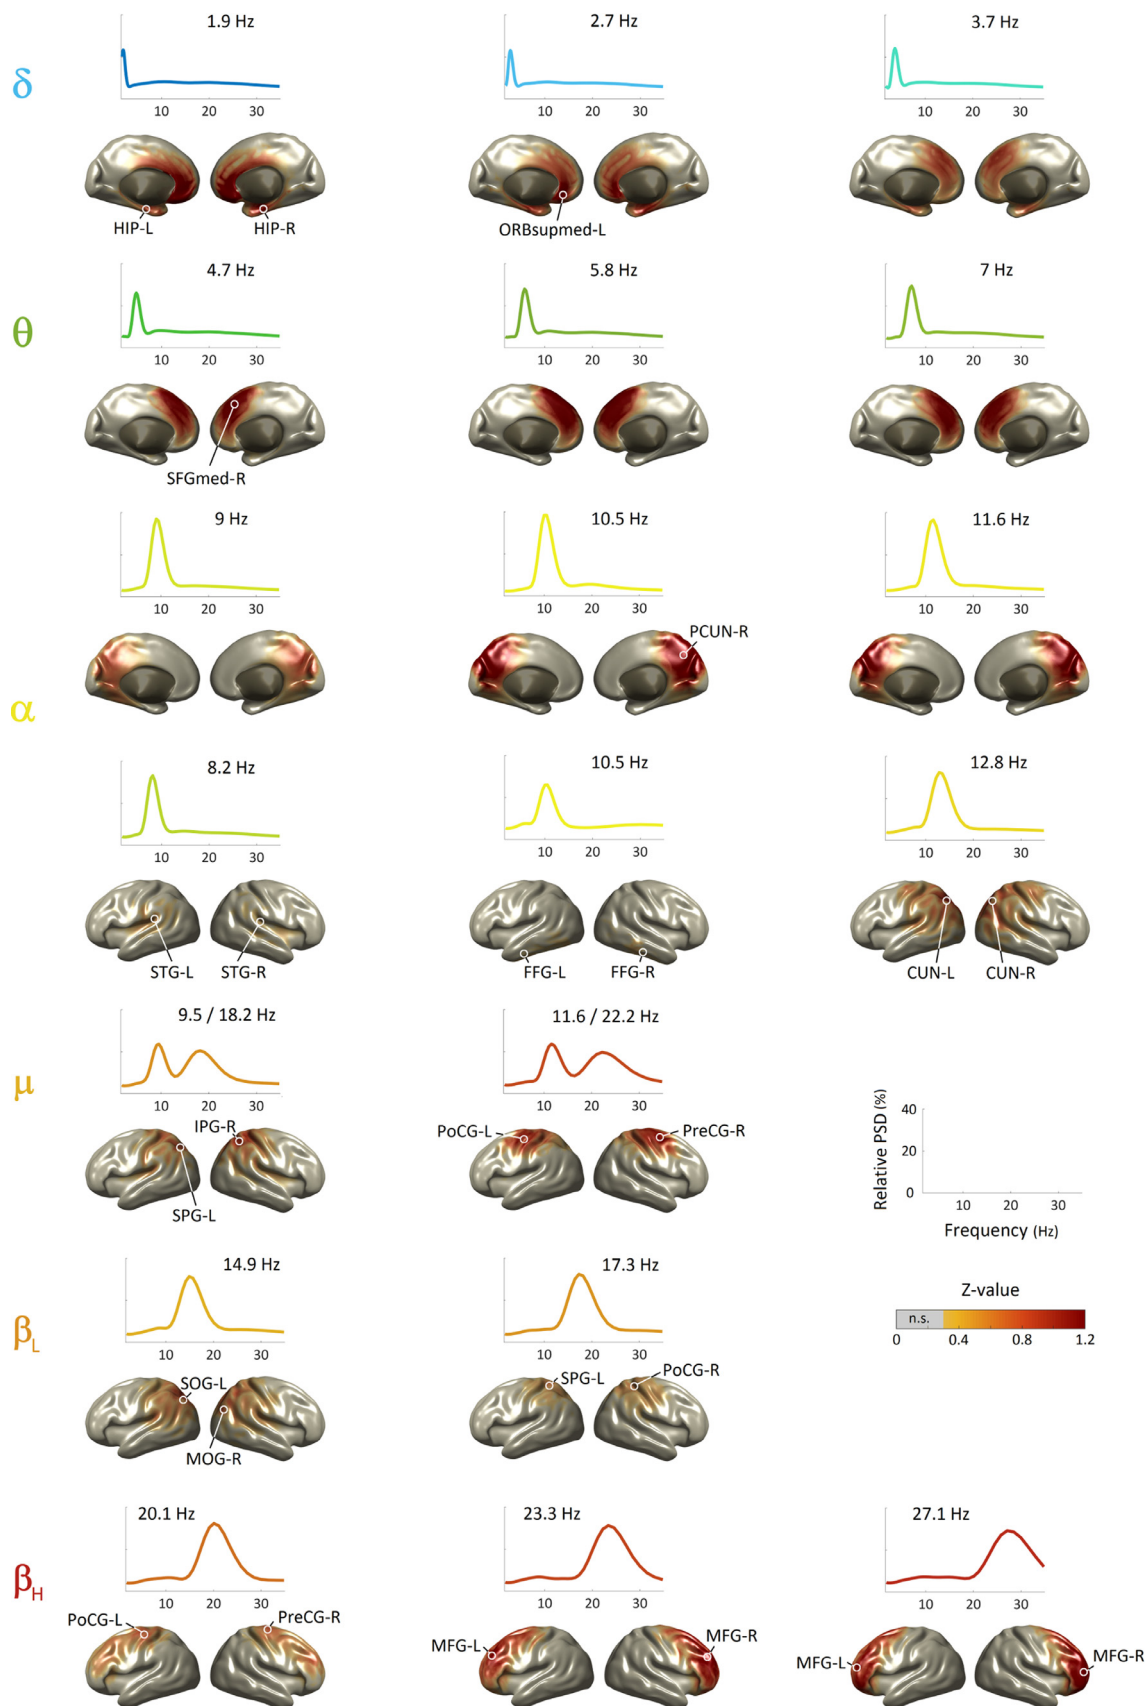 δ
1.9 Hz
2.7 Hz
3.7 Hz
10 20 30
10 20 30
10 20 30
HIP-L
HIP-R
ORBsupmed-L
θ
4.7 Hz
5.8 Hz
7 Hz
10 20 30
10 20 30
10 20 30
SFGmed-R
α
9 Hz
10.5 Hz
11.6 Hz
10 20 30
10 20 30
10 20 30
PCUN-R
8.2 Hz
10.5 Hz
12.8 Hz
10 20 30
10 20 30
10 20 30
STG-L
STG-R
FFG-L
FFG-R
CUN-L
CUN-R
μ
9.5 / 18.2 Hz
11.6 / 22.2 Hz
10 20 30
10 20 30
IPG-R
SPG-L
PoCG-L
PreCG-R
Relative PSD (%)
40
20
0
10 20 30
Frequency (Hz)
β_L
14.9 Hz
17.3 Hz
10 20 30
10 20 30
SOG-L
MOG-R
SPG-L
PoCG-R
Z-value
n.s.
0 0.4 0.8 1.2
β_H
20.1 Hz
23.3 Hz
27.1 Hz
10 20 30
10 20 30
10 20 30
PoCG-L
PreCG-R
MFG-L
MFG-R
MFG-L
MFG-R